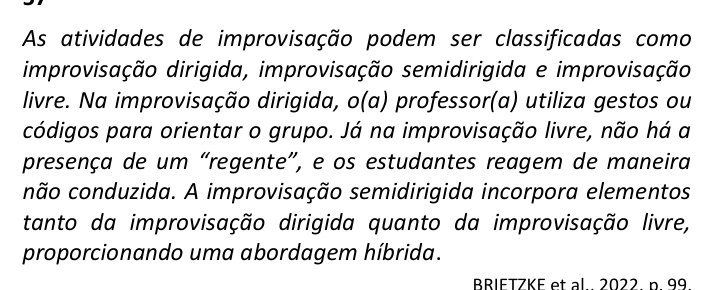 As atividades de improvisação podem ser classificadas como
improvisação dirigida, improvisação semidirigida e improvisação
livre. Na improvisação dirigida, o(a) professor(a) utiliza gestos ou
códigos para orientar o grupo. Já na improvisação livre, não há a
presença de um “regente”, e os estudantes reagem de maneira
não conduzida. A improvisação semidirigida incorpora elementos
tanto da improvisação dirigida quanto da improvisação livre,
proporcionando uma abordagem híbrida.
BRIETZKE et al., 2022, p. 99.